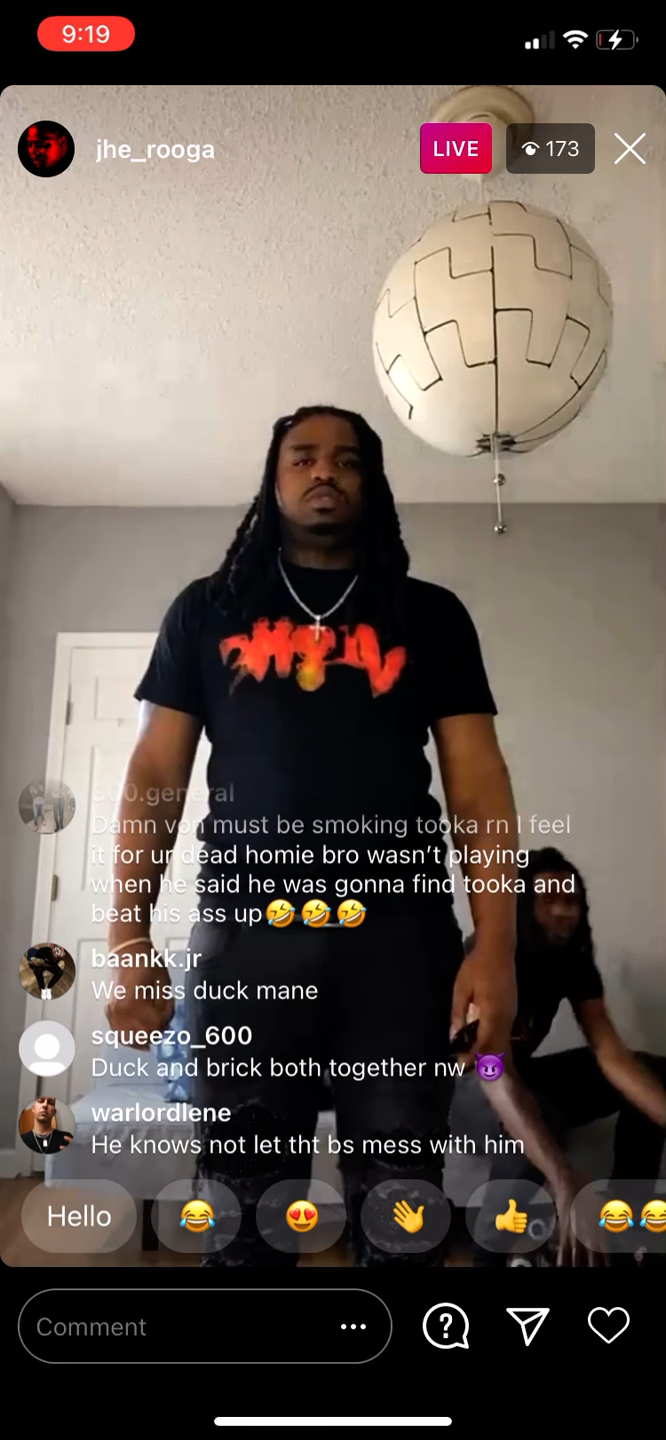 9:19
jhe_rooga
LIVE
173
600.general
Damn von must be smoking tooka rn I feel
it for ur dead homie bro wasn't playing
when he said he was gonna find tooka and
beat his ass up🤣🤣🤣
baankk.jr
We miss duck mane
squeezo_600
Duck and brick both together nw 😈
warlordlene
He knows not let tht bs mess with him
Hello
😂
😍
👋
👍
😂😂
Comment